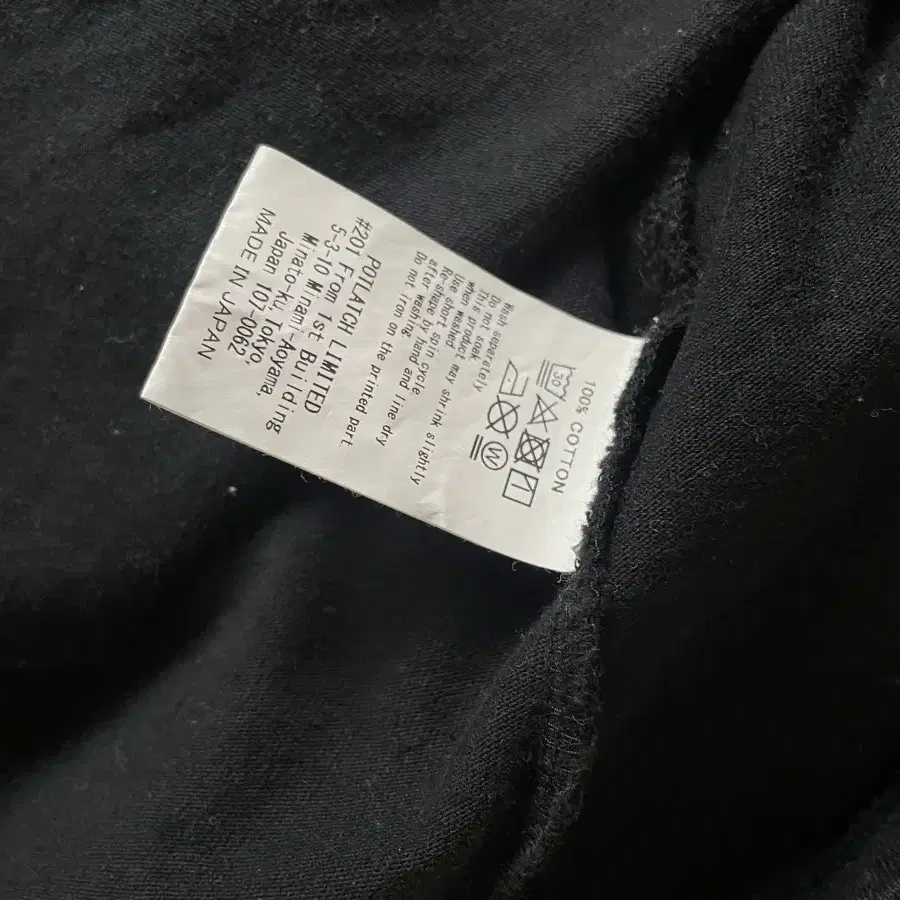 100% COTTON
30
W
Wash separately
Do not soak.
This product may shrink slightly
when washed.
Use short spin cycle.
Re-shape by hand and line dry
after washing.
Do not iron on the printed part.
POTLATCH LIMITED
#201 From 1st Building
5-3-10 Minami-Aoyama,
Minato-ku, Tokyo,
Japan 107-0062
MADE IN JAPAN